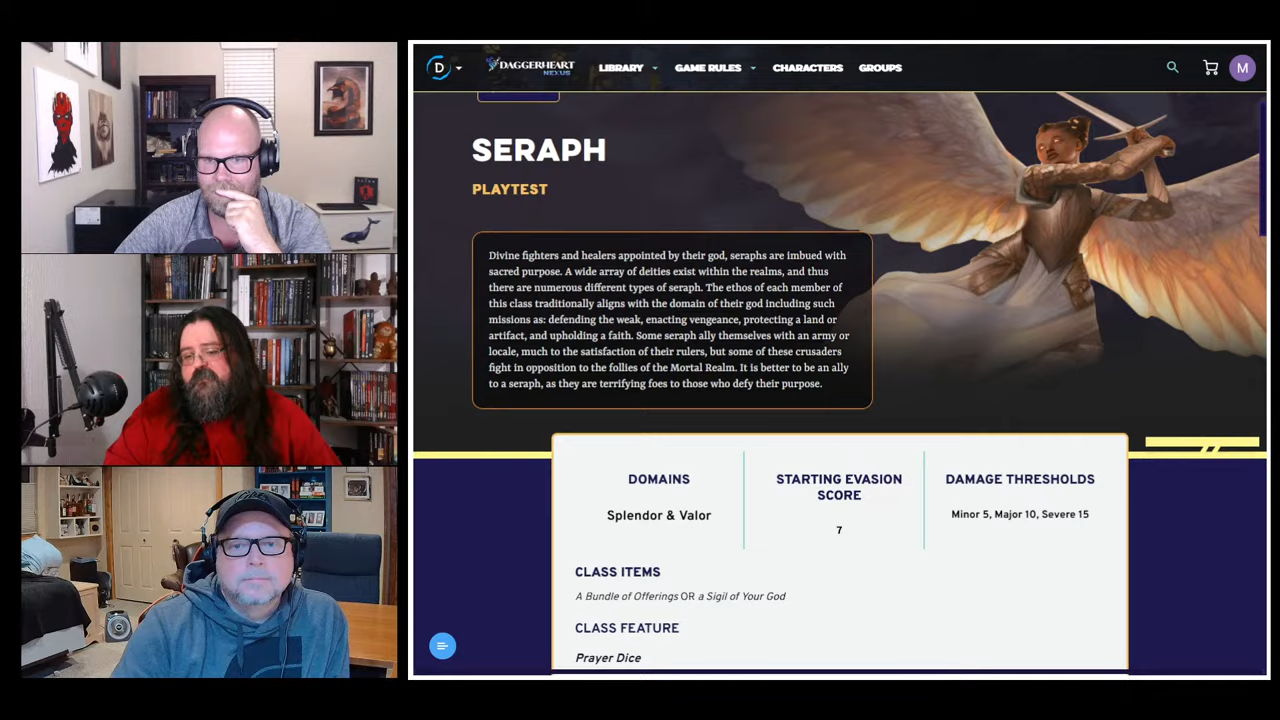 D
DAGGERHEART
NEXUS
LIBRARY
GAME RULES
CHARACTERS
GROUPS
M
SERAPH
PLAYTEST
Divine fighters and healers appointed by their god, seraphs are imbued with
sacred purpose. A wide array of deities exist within the realms, and thus
there are numerous different types of seraph. The ethos of each member of
this class traditionally aligns with the domain of their god including such
missions as: defending the weak, enacting vengeance, protecting a land or
artifact, and upholding a faith. Some seraph ally themselves with an army or
locale, much to the satisfaction of their rulers, but some of these crusaders
fight in opposition to the follies of the Mortal Realm. It is better to be an ally
to a seraph, as they are terrifying foes to those who defy their purpose.
DOMAINS
Splendor & Valor
STARTING EVASION
SCORE
7
DAMAGE THRESHOLDS
Minor 5, Major 10, Severe 15
CLASS ITEMS
A Bundle of Offerings OR a Sigil of Your God
CLASS FEATURE
Prayer Dice